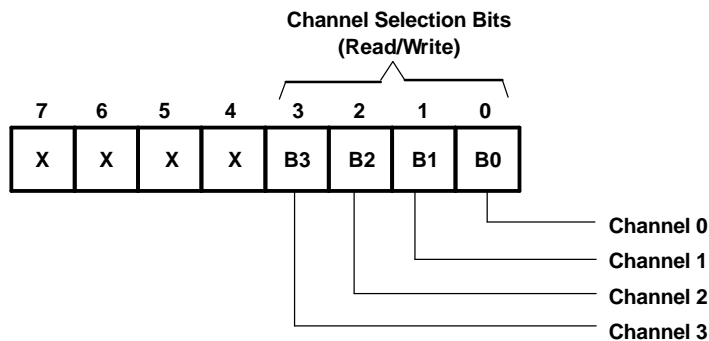 Channel Selection Bits
(Read/Write)
7 6 5 4 3 2 1 0
X X X X B3 B2 B1 B0
Channel 0
Channel 1
Channel 2
Channel 3